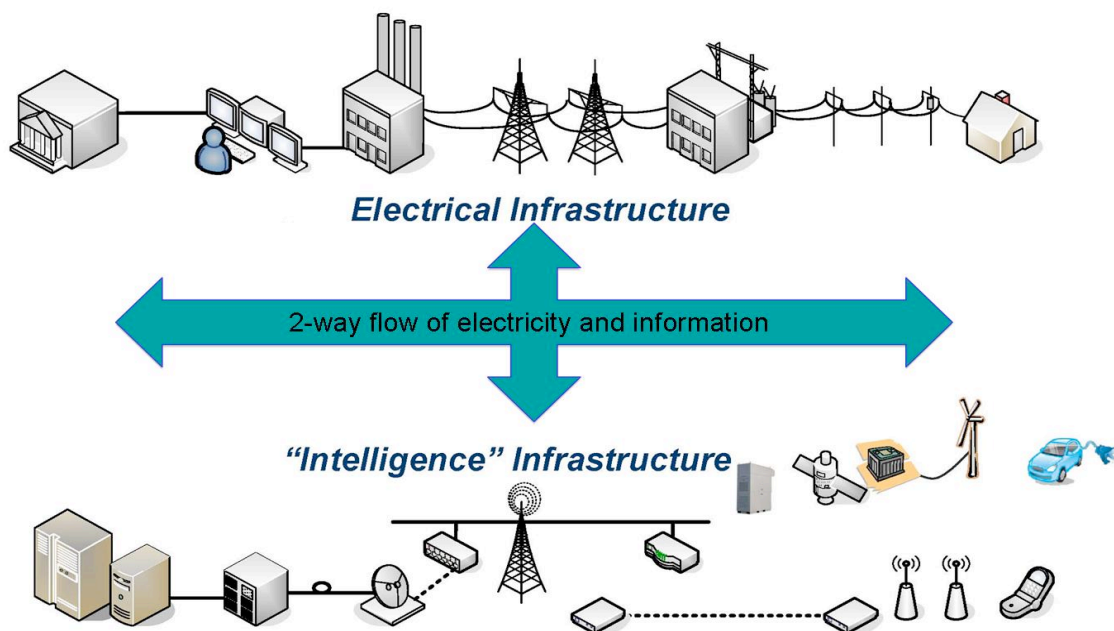 Electrical Infrastructure
2-way flow of electricity and information
“Intelligence” Infrastructure